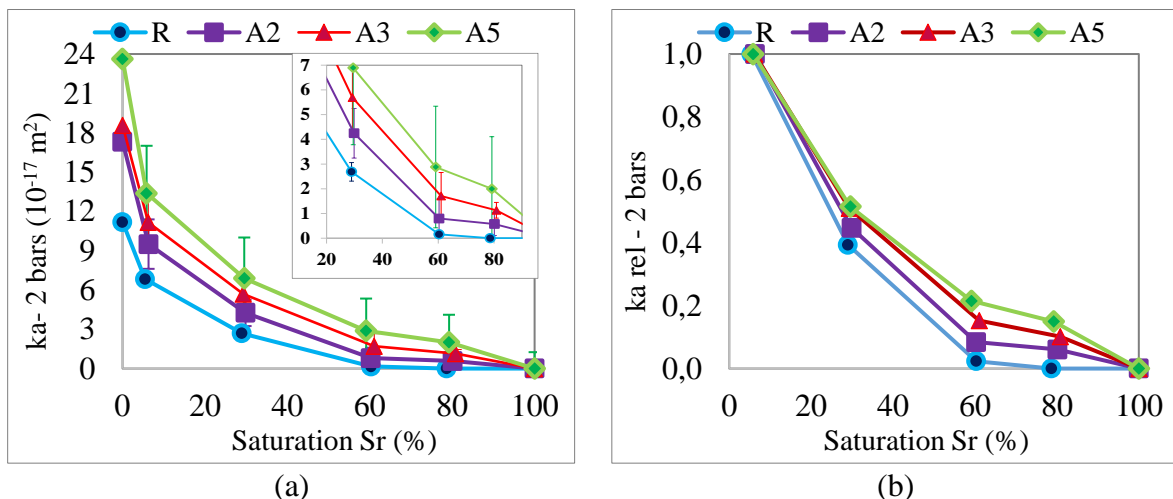 R A2 A3 A5
24
21
18
15
12
9
6
3
0
ka- 2 bars (10⁻¹⁷ m²)
7
6
5
4
3
2
1
0
20 40 60 80
0 20 40 60 80 100
Saturation Sr (%)
(a)
R A2 A3 A5
1,0
0,8
0,6
0,4
0,2
0,0
ka rel - 2 bars
0 20 40 60 80 100
Saturation Sr (%)
(b)